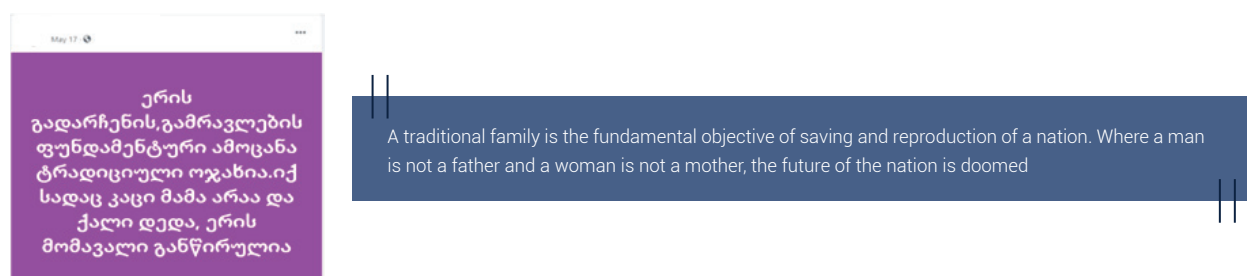 May 17
ერის
გადარჩენის,გამრავლების
ფუნდამენტური ამოცანა
ტრადიციული ოჯახია.იქ
სადაც კაცი მამა არაა და
ქალი დედა, ერის
მომავალი განწირულია
A traditional family is the fundamental objective of saving and reproduction of a nation. Where a man
is not a father and a woman is not a mother, the future of the nation is doomed